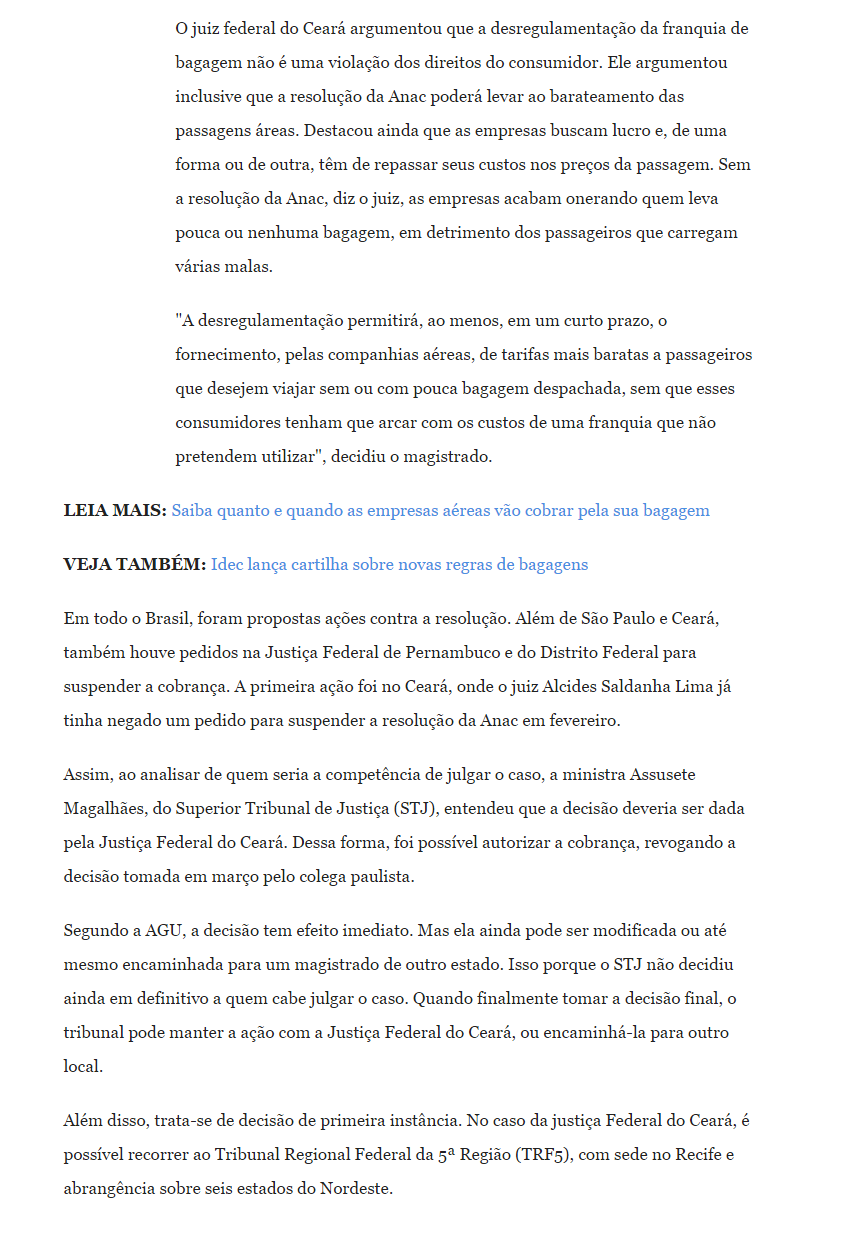 O juiz federal do Ceará argumentou que a desregulamentação da franquia de
bagagem não é uma violação dos direitos do consumidor. Ele argumentou
inclusive que a resolução da Anac poderá levar ao barateamento das
passagens áreas. Destacou ainda que as empresas buscam lucro e, de uma
forma ou de outra, têm de repassar seus custos nos preços da passagem. Sem
a resolução da Anac, diz o juiz, as empresas acabam onerando quem leva
pouca ou nenhuma bagagem, em detrimento dos passageiros que carregam
várias malas.
"A desregulamentação permitirá, ao menos, em um curto prazo, o
fornecimento, pelas companhias aéreas, de tarifas mais baratas a passageiros
que desejem viajar sem ou com pouca bagagem despachada, sem que esses
consumidores tenham que arcar com os custos de uma franquia que não
pretendem utilizar", decidiu o magistrado.
LEIA MAIS: Saiba quanto e quando as empresas aéreas vão cobrar pela sua bagagem
VEJA TAMBÉM: Idec lança cartilha sobre novas regras de bagagens
Em todo o Brasil, foram propostas ações contra a resolução. Além de São Paulo e Ceará,
também houve pedidos na Justiça Federal de Pernambuco e do Distrito Federal para
suspender a cobrança. A primeira ação foi no Ceará, onde o juiz Alcides Saldanha Lima já
tinha negado um pedido para suspender a resolução da Anac em fevereiro.
Assim, ao analisar de quem seria a competência de julgar o caso, a ministra Assusete
Magalhães, do Superior Tribunal de Justiça (STJ), entendeu que a decisão deveria ser dada
pela Justiça Federal do Ceará. Dessa forma, foi possível autorizar a cobrança, revogando a
decisão tomada em março pelo colega paulista.
Segundo a AGU, a decisão tem efeito imediato. Mas ela ainda pode ser modificada ou até
mesmo encaminhada para um magistrado de outro estado. Isso porque o STJ não decidiu
ainda em definitivo a quem cabe julgar o caso. Quando finalmente tomar a decisão final, o
tribunal pode manter a ação com a Justiça Federal do Ceará, ou encaminhá-la para outro
local.
Além disso, trata-se de decisão de primeira instância. No caso da justiça Federal do Ceará, é
possível recorrer ao Tribunal Regional Federal da 5ª Região (TRF5), com sede no Recife e
abrangência sobre seis estados do Nordeste.